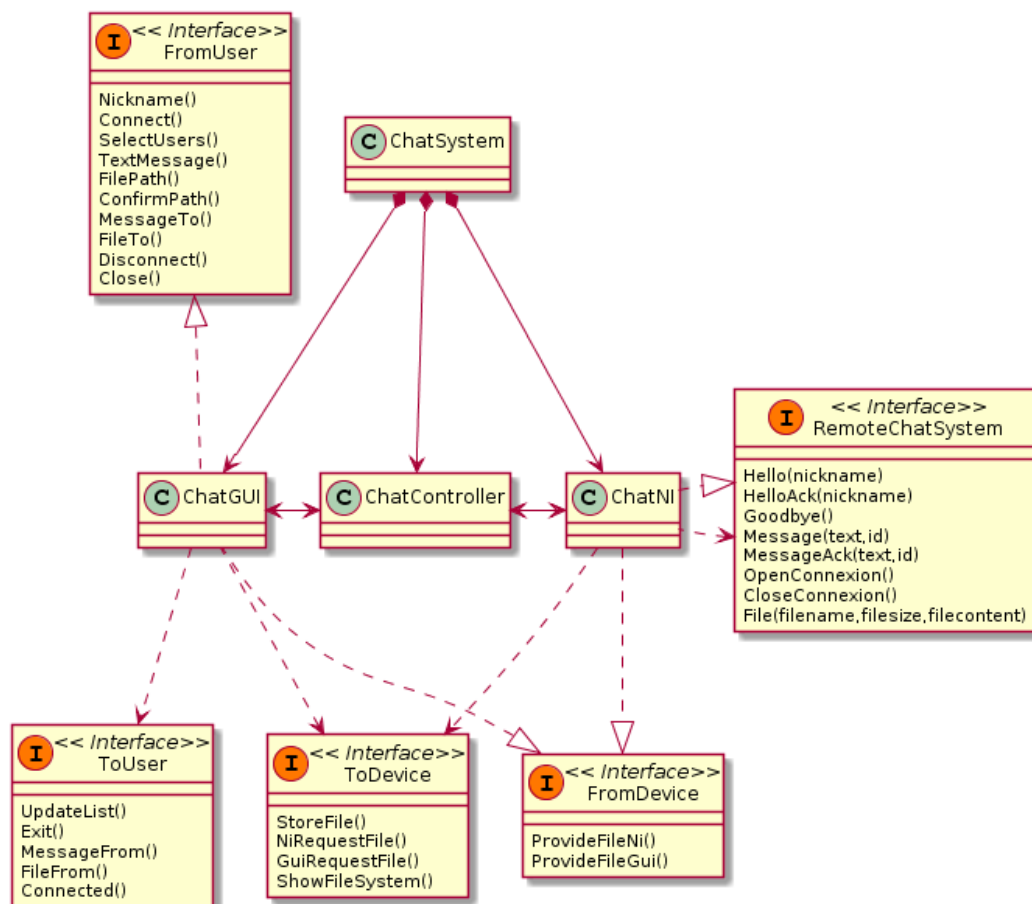 I
<< Interface>>
FromUser
Nickname()
Connect()
SelectUsers()
TextMessage()
FilePath()
ConfirmPath()
MessageTo()
FileTo()
Disconnect()
Close()
C ChatSystem
I
<< Interface>>
RemoteChatSystem
Hello(nickname)
HelloAck(nickname)
Goodbye()
Message(text,id)
MessageAck(text,id)
OpenConnexion()
CloseConnexion()
File(filename,filesize,filecontent)
C ChatGUI
C ChatController
C ChatNI
I
<< Interface>>
ToUser
UpdateList()
Exit()
MessageFrom()
FileFrom()
Connected()
I
<< Interface>>
ToDevice
StoreFile()
NiRequestFile()
GuiRequestFile()
ShowFileSystem()
I
<< Interface>>
FromDevice
ProvideFileNi()
ProvideFileGui()